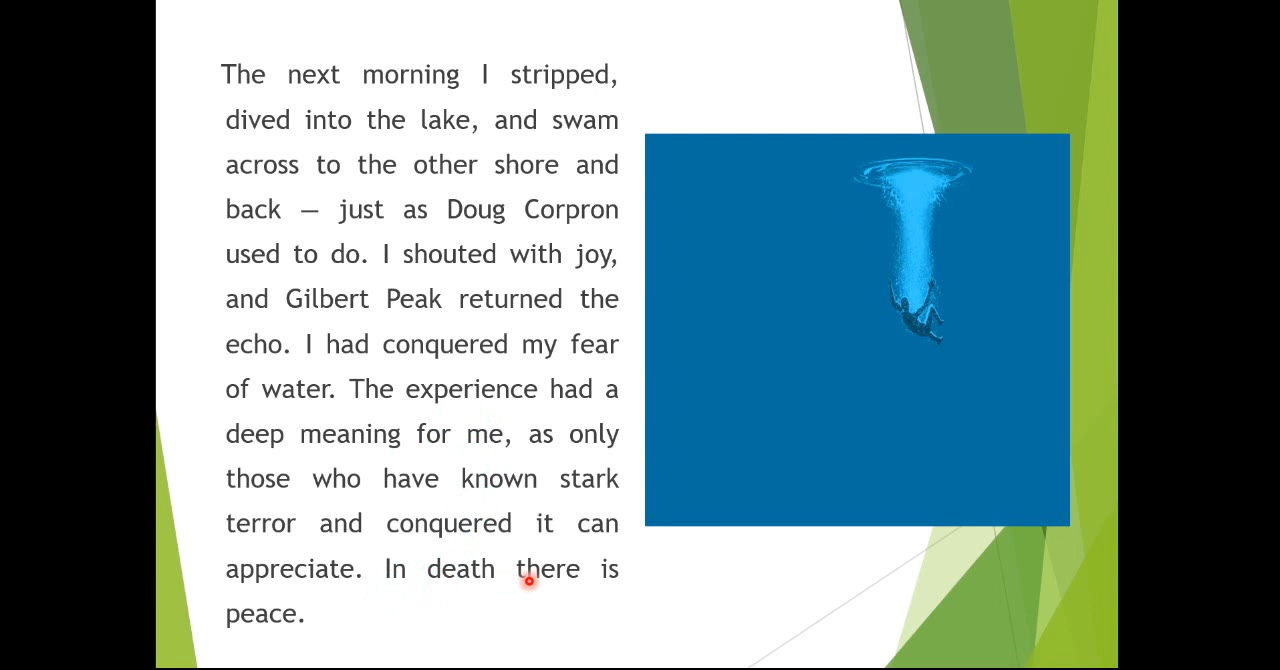 The next morning I stripped,
dived into the lake, and swam
across to the other shore and
back — just as Doug Corpron
used to do. I shouted with joy,
and Gilbert Peak returned the
echo. I had conquered my fear
of water. The experience had a
deep meaning for me, as only
those who have known stark
terror and conquered it can
appreciate. In death there is
peace.